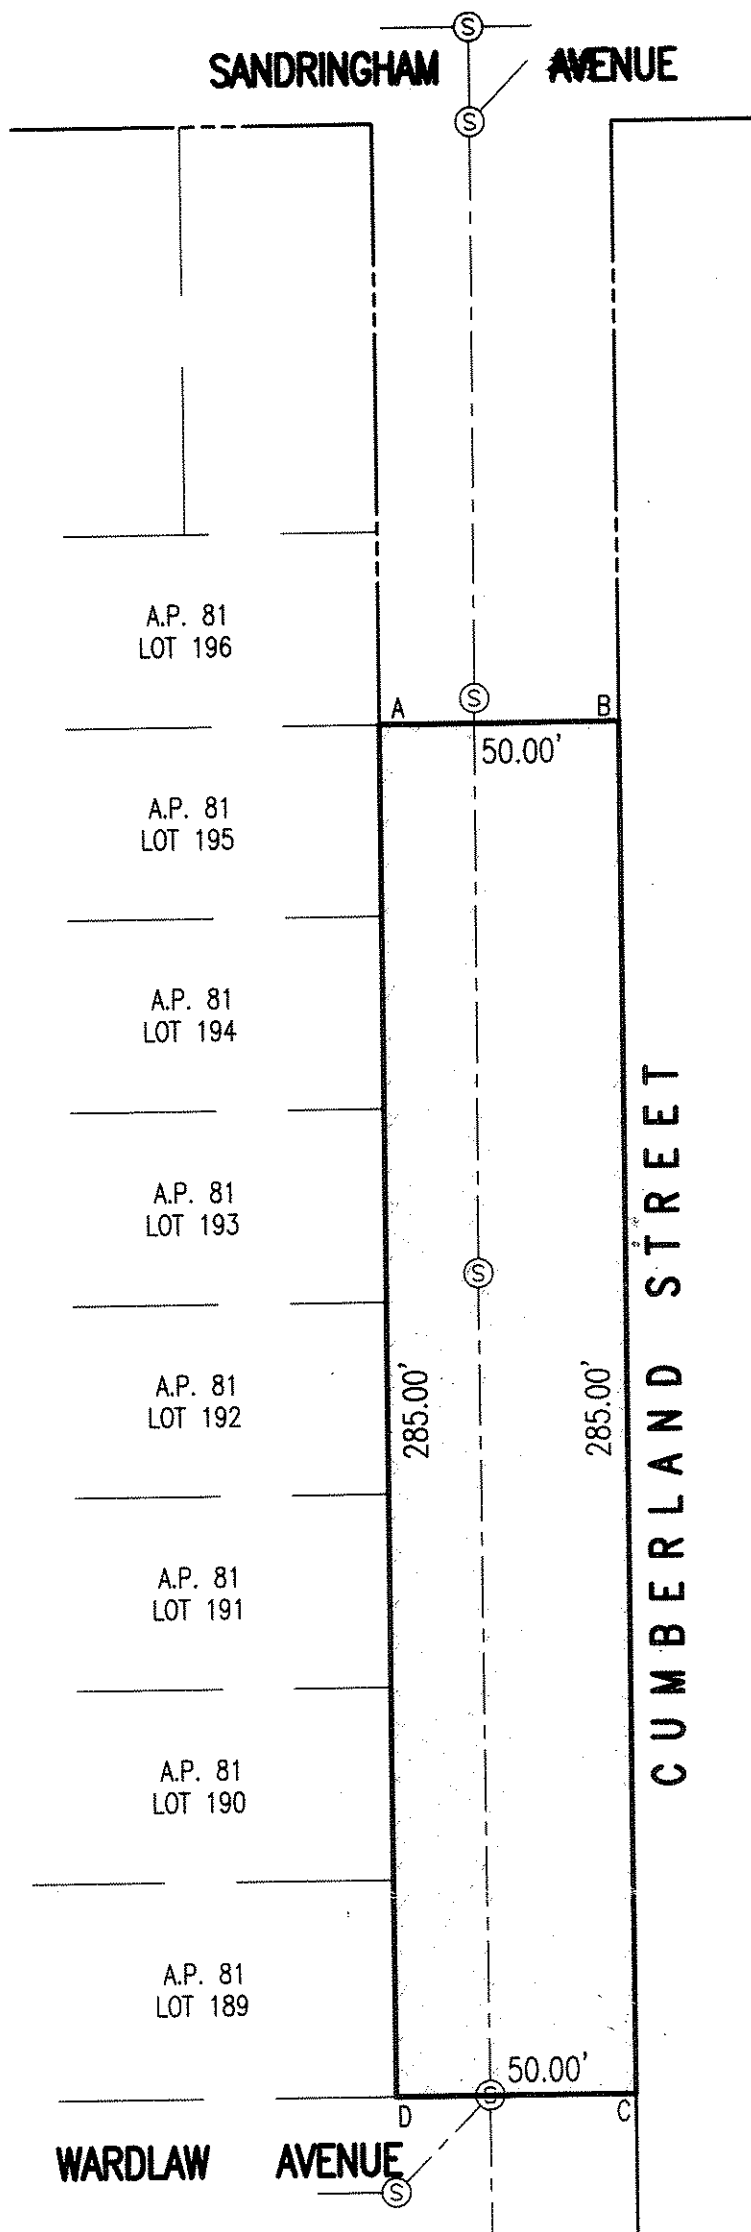 S
SANDRINGHAM AVENUE
S
A.P. 81
LOT 196
S
A
B
50.00'
A.P. 81
LOT 195
A.P. 81
LOT 194
A.P. 81
LOT 193
S
CUMBERLAND STREET
285.00'
285.00'
A.P. 81
LOT 192
A.P. 81
LOT 191
A.P. 81
LOT 190
A.P. 81
LOT 189
50.00'
S
D
C
WARDLAW AVENUE
S